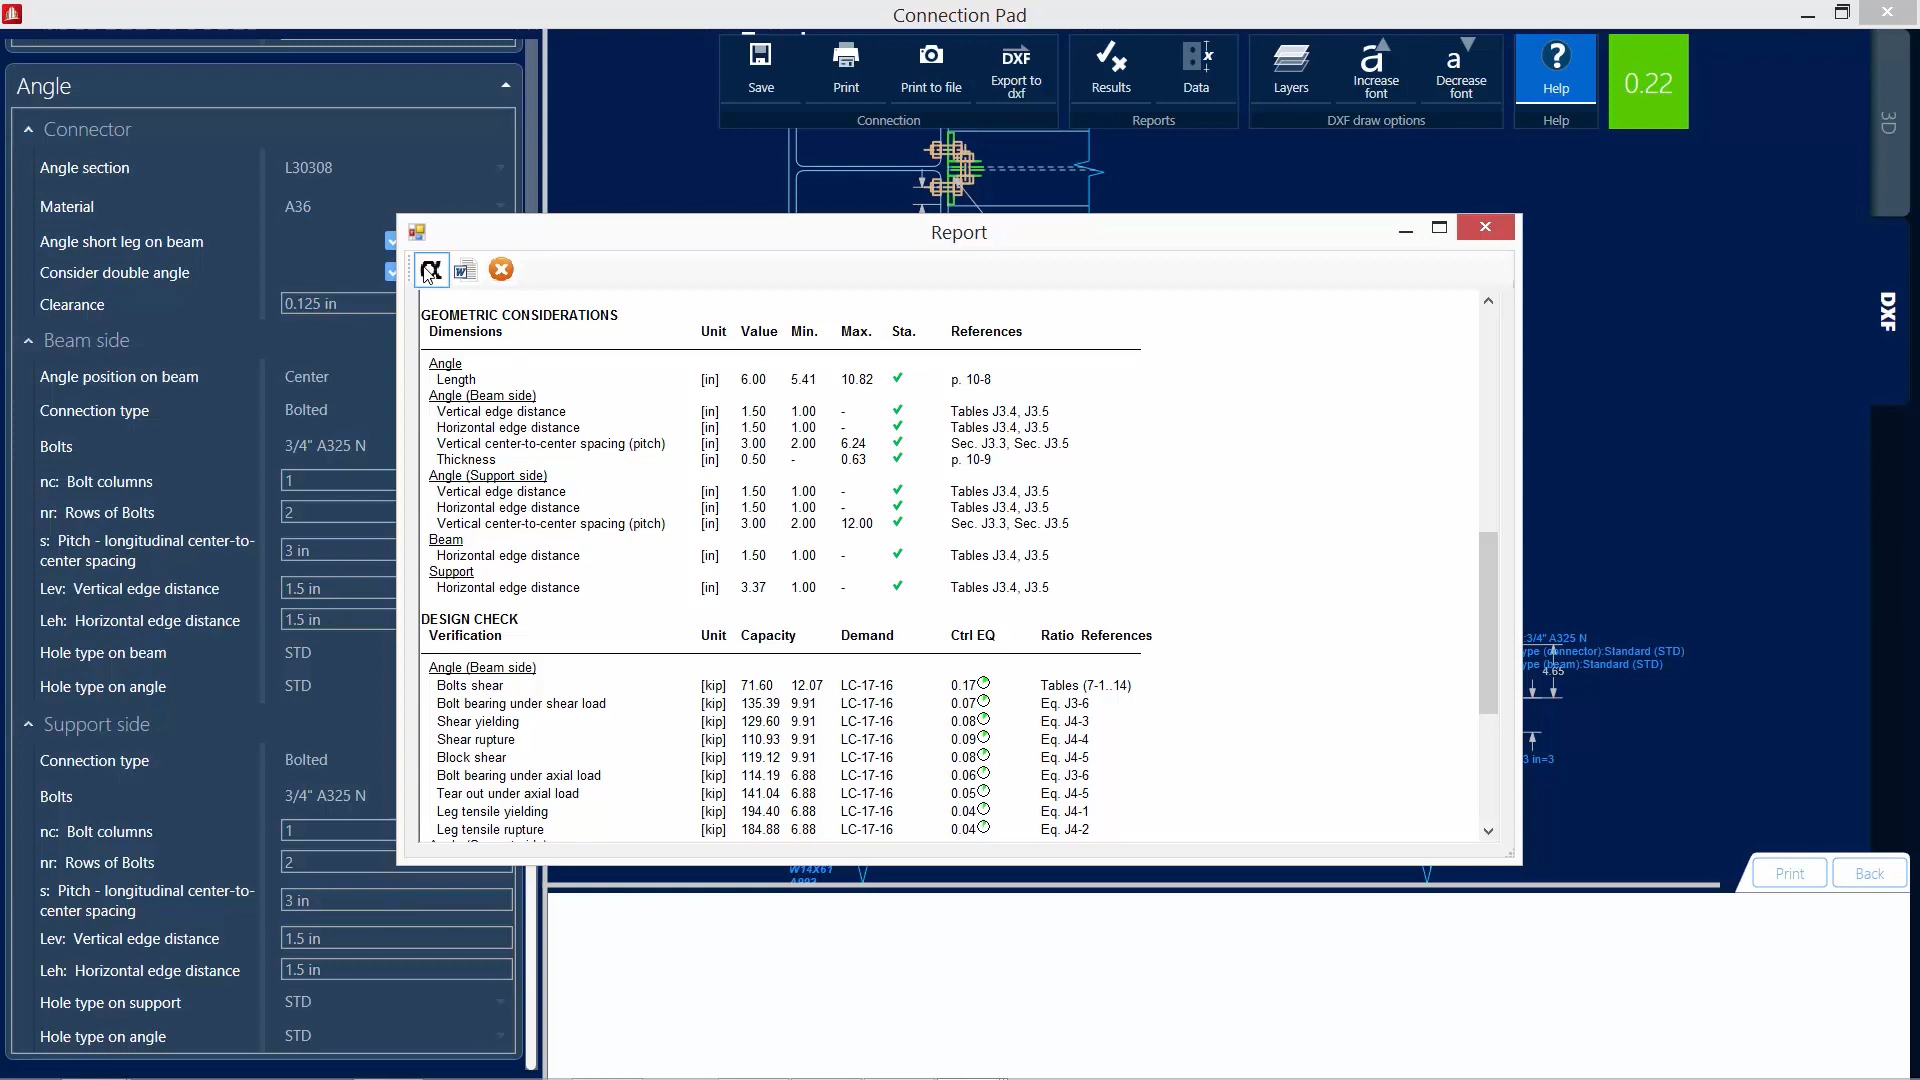 Connection Pad
Save
Print
Print to file
DXF
Export to
dxf
Connection
Results
Data
Reports
Layers
Increase
font
Decrease
font
DXF draw options
Help
Help
0.22
3D
DXF
Angle
Connector
Angle section L30308
Material A36
Angle short leg on beam
Consider double angle
Clearance 0.125 in
Beam side
Angle position on beam Center
Connection type Bolted
Bolts 3/4" A325 N
nc: Bolt columns 1
nr: Rows of Bolts 2
s: Pitch - longitudinal center-to-
center spacing 3 in
Lev: Vertical edge distance 1.5 in
Leh: Horizontal edge distance 1.5 in
Hole type on beam STD
Hole type on angle STD
Support side
Connection type Bolted
Bolts 3/4" A325 N
nc: Bolt columns 1
nr: Rows of Bolts 2
s: Pitch - longitudinal center-to-
center spacing 3 in
Lev: Vertical edge distance 1.5 in
Leh: Horizontal edge distance 1.5 in
Hole type on support STD
Hole type on angle STD
Report
GEOMETRIC CONSIDERATIONS
Dimensions Unit Value Min. Max. Sta. References
Angle
Length [in] 6.00 5.41 10.82 p. 10-8
Angle (Beam side)
Vertical edge distance [in] 1.50 1.00 - Tables J3.4, J3.5
Horizontal edge distance [in] 1.50 1.00 - Tables J3.4, J3.5
Vertical center-to-center spacing (pitch) [in] 3.00 2.00 6.24 Sec. J3.3, Sec. J3.5
Thickness [in] 0.50 - 0.63 p. 10-9
Angle (Support side)
Vertical edge distance [in] 1.50 1.00 - Tables J3.4, J3.5
Horizontal edge distance [in] 1.50 1.00 - Tables J3.4, J3.5
Vertical center-to-center spacing (pitch) [in] 3.00 2.00 12.00 Sec. J3.3, Sec. J3.5
Beam
Horizontal edge distance [in] 1.50 1.00 - Tables J3.4, J3.5
Support
Horizontal edge distance [in] 3.37 1.00 - Tables J3.4, J3.5
DESIGN CHECK
Verification Unit Capacity Demand Ctrl EQ Ratio References
Angle (Beam side)
Bolts shear [kip] 71.60 12.07 LC-17-16 0.17 Tables (7-1..14)
Bolt bearing under shear load [kip] 135.39 9.91 LC-17-16 0.07 Eq. J3-6
Shear yielding [kip] 129.60 9.91 LC-17-16 0.08 Eq. J4-3
Shear rupture [kip] 110.93 9.91 LC-17-16 0.09 Eq. J4-4
Block shear [kip] 119.12 9.91 LC-17-16 0.08 Eq. J4-5
Bolt bearing under axial load [kip] 114.19 6.88 LC-17-16 0.06 Eq. J3-6
Tear out under axial load [kip] 141.04 6.88 LC-17-16 0.05 Eq. J4-5
Leg tensile yielding [kip] 194.40 6.88 LC-17-16 0.04 Eq. J4-1
Leg tensile rupture [kip] 184.88 6.88 LC-17-16 0.04 Eq. J4-2
:3/4" A325 N
ype (connector):Standard (STD)
ype (beam):Standard (STD)
4.65
3 in=3
W14X61
Print
Back